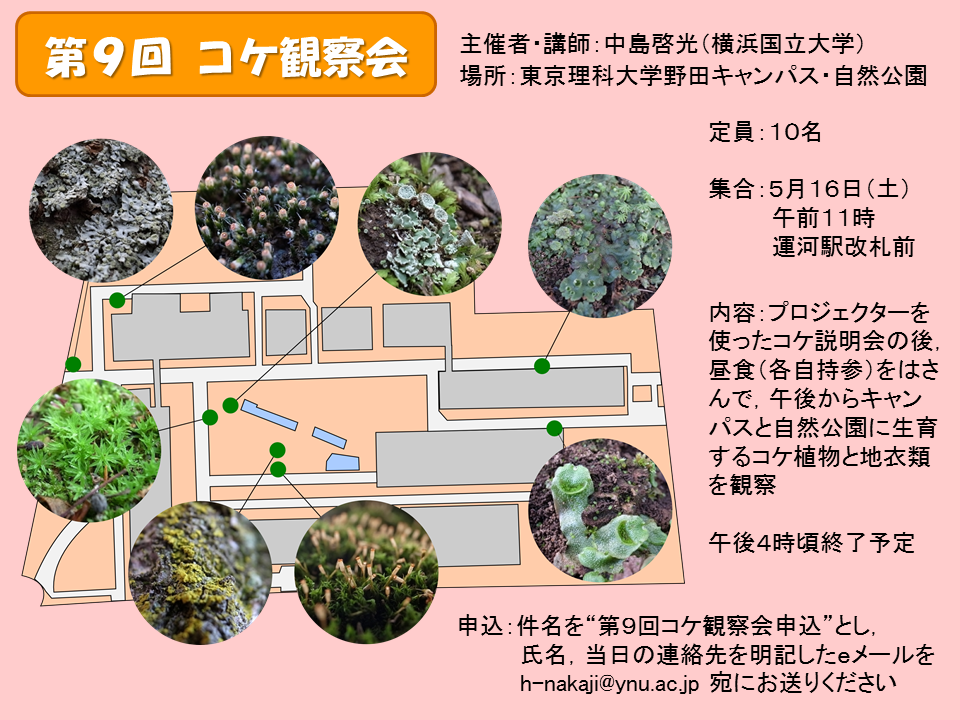 第９回 コケ観察会
主催者・講師：中島啓光（横浜国立大学）
場所：東京理科大学野田キャンパス・自然公園
定員：１０名
集合：５月１６日（土）
午前１１時
運河駅改札前
内容：プロジェクターを
使ったコケ説明会の後，
昼食（各自持参）をはさ
んで，午後からキャン
パスと自然公園に生育
するコケ植物と地衣類
を観察
午後４時頃終了予定
申込：件名を“第９回コケ観察会申込”とし，
氏名，当日の連絡先を明記したｅメールを
h-nakaji@ynu.ac.jp 宛にお送りください